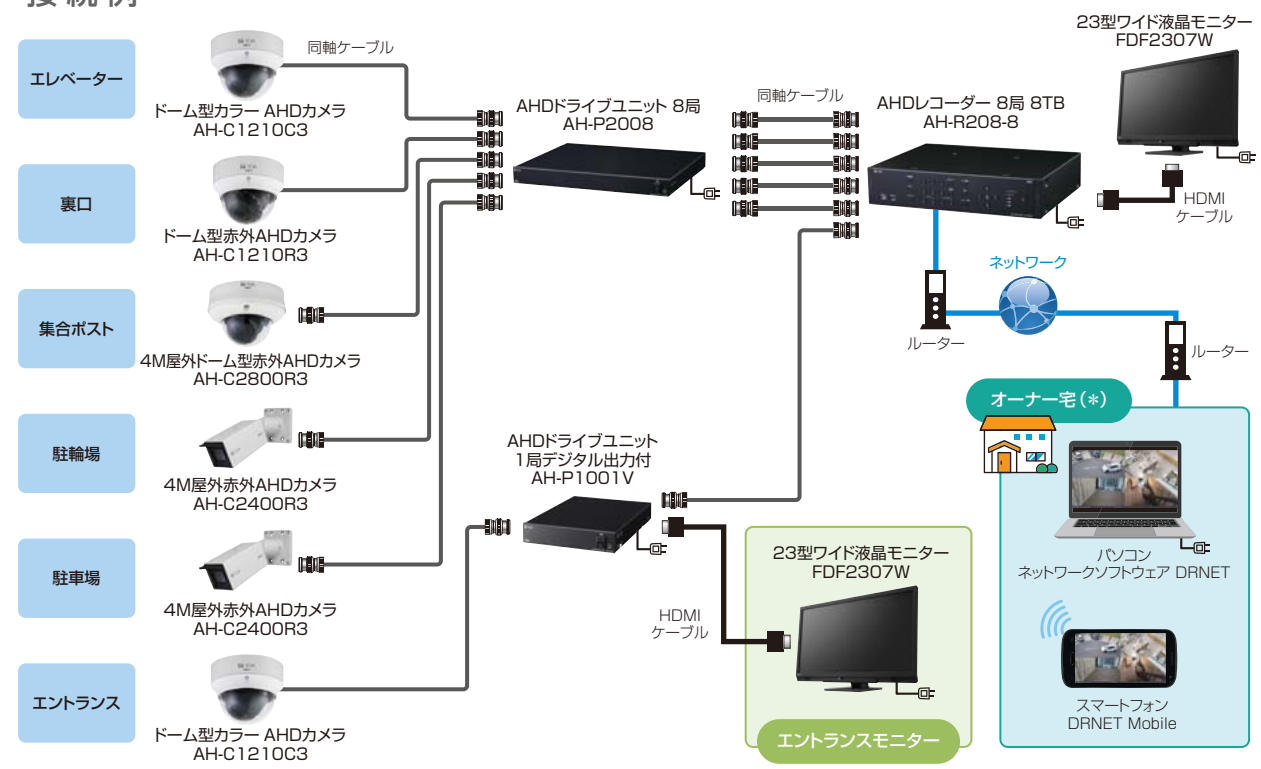 接続例
エレベーター
同軸ケーブル
ドーム型カラー AHDカメラ
AH-C1210C3
裏口
ドーム型赤外AHDカメラ
AH-C1210R3
集合ポスト
4M屋外ドーム型赤外AHDカメラ
AH-C2800R3
駐輪場
4M屋外赤外AHDカメラ
AH-C2400R3
駐車場
4M屋外赤外AHDカメラ
AH-C2400R3
エントランス
ドーム型カラー AHDカメラ
AH-C1210C3
AHDドライブユニット 8局
AH-P2008
同軸ケーブル
AHDレコーダー 8局 8TB
AH-R208-8
23型ワイド液晶モニター
FDF2307W
HDMI
ケーブル
ネットワーク
ルーター
ルーター
AHDドライブユニット
1局デジタル出力付
AH-P1001V
HDMI
ケーブル
23型ワイド液晶モニター
FDF2307W
エントランスモニター
オーナー宅(*)
パソコン
ネットワークソフトウェア DRNET
スマートフォン
DRNET Mobile